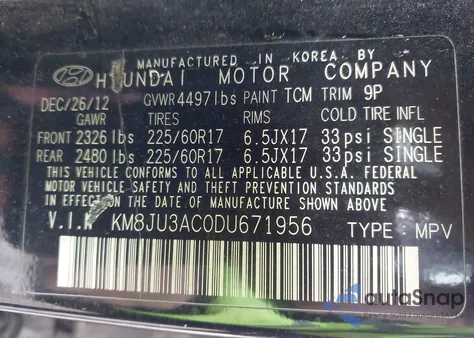 MANUFACTURED IN KOREA BY
HYUNDAI MOTOR COMPANY
DEC/26/12 GVWR 4497lbs PAINT TCM TRIM 9P
GAWR TIRES RIMS COLD TIRE INFL
FRONT 2326lbs 225/60R17 6.5JX17 33psi SINGLE
REAR 2480lbs 225/60R17 6.5JX17 33psi SINGLE
THIS VEHICLE CONFORMS TO ALL APPLICABLE U.S.A. FEDERAL
MOTOR VEHICLE SAFETY AND THEFT PREVENTION STANDARDS
IN EFFECT ON THE DATE OF MANUFACTURE SHOWN ABOVE.
V.I.N KM8JU3AC0DU671956 TYPE : MPV
autoSnap